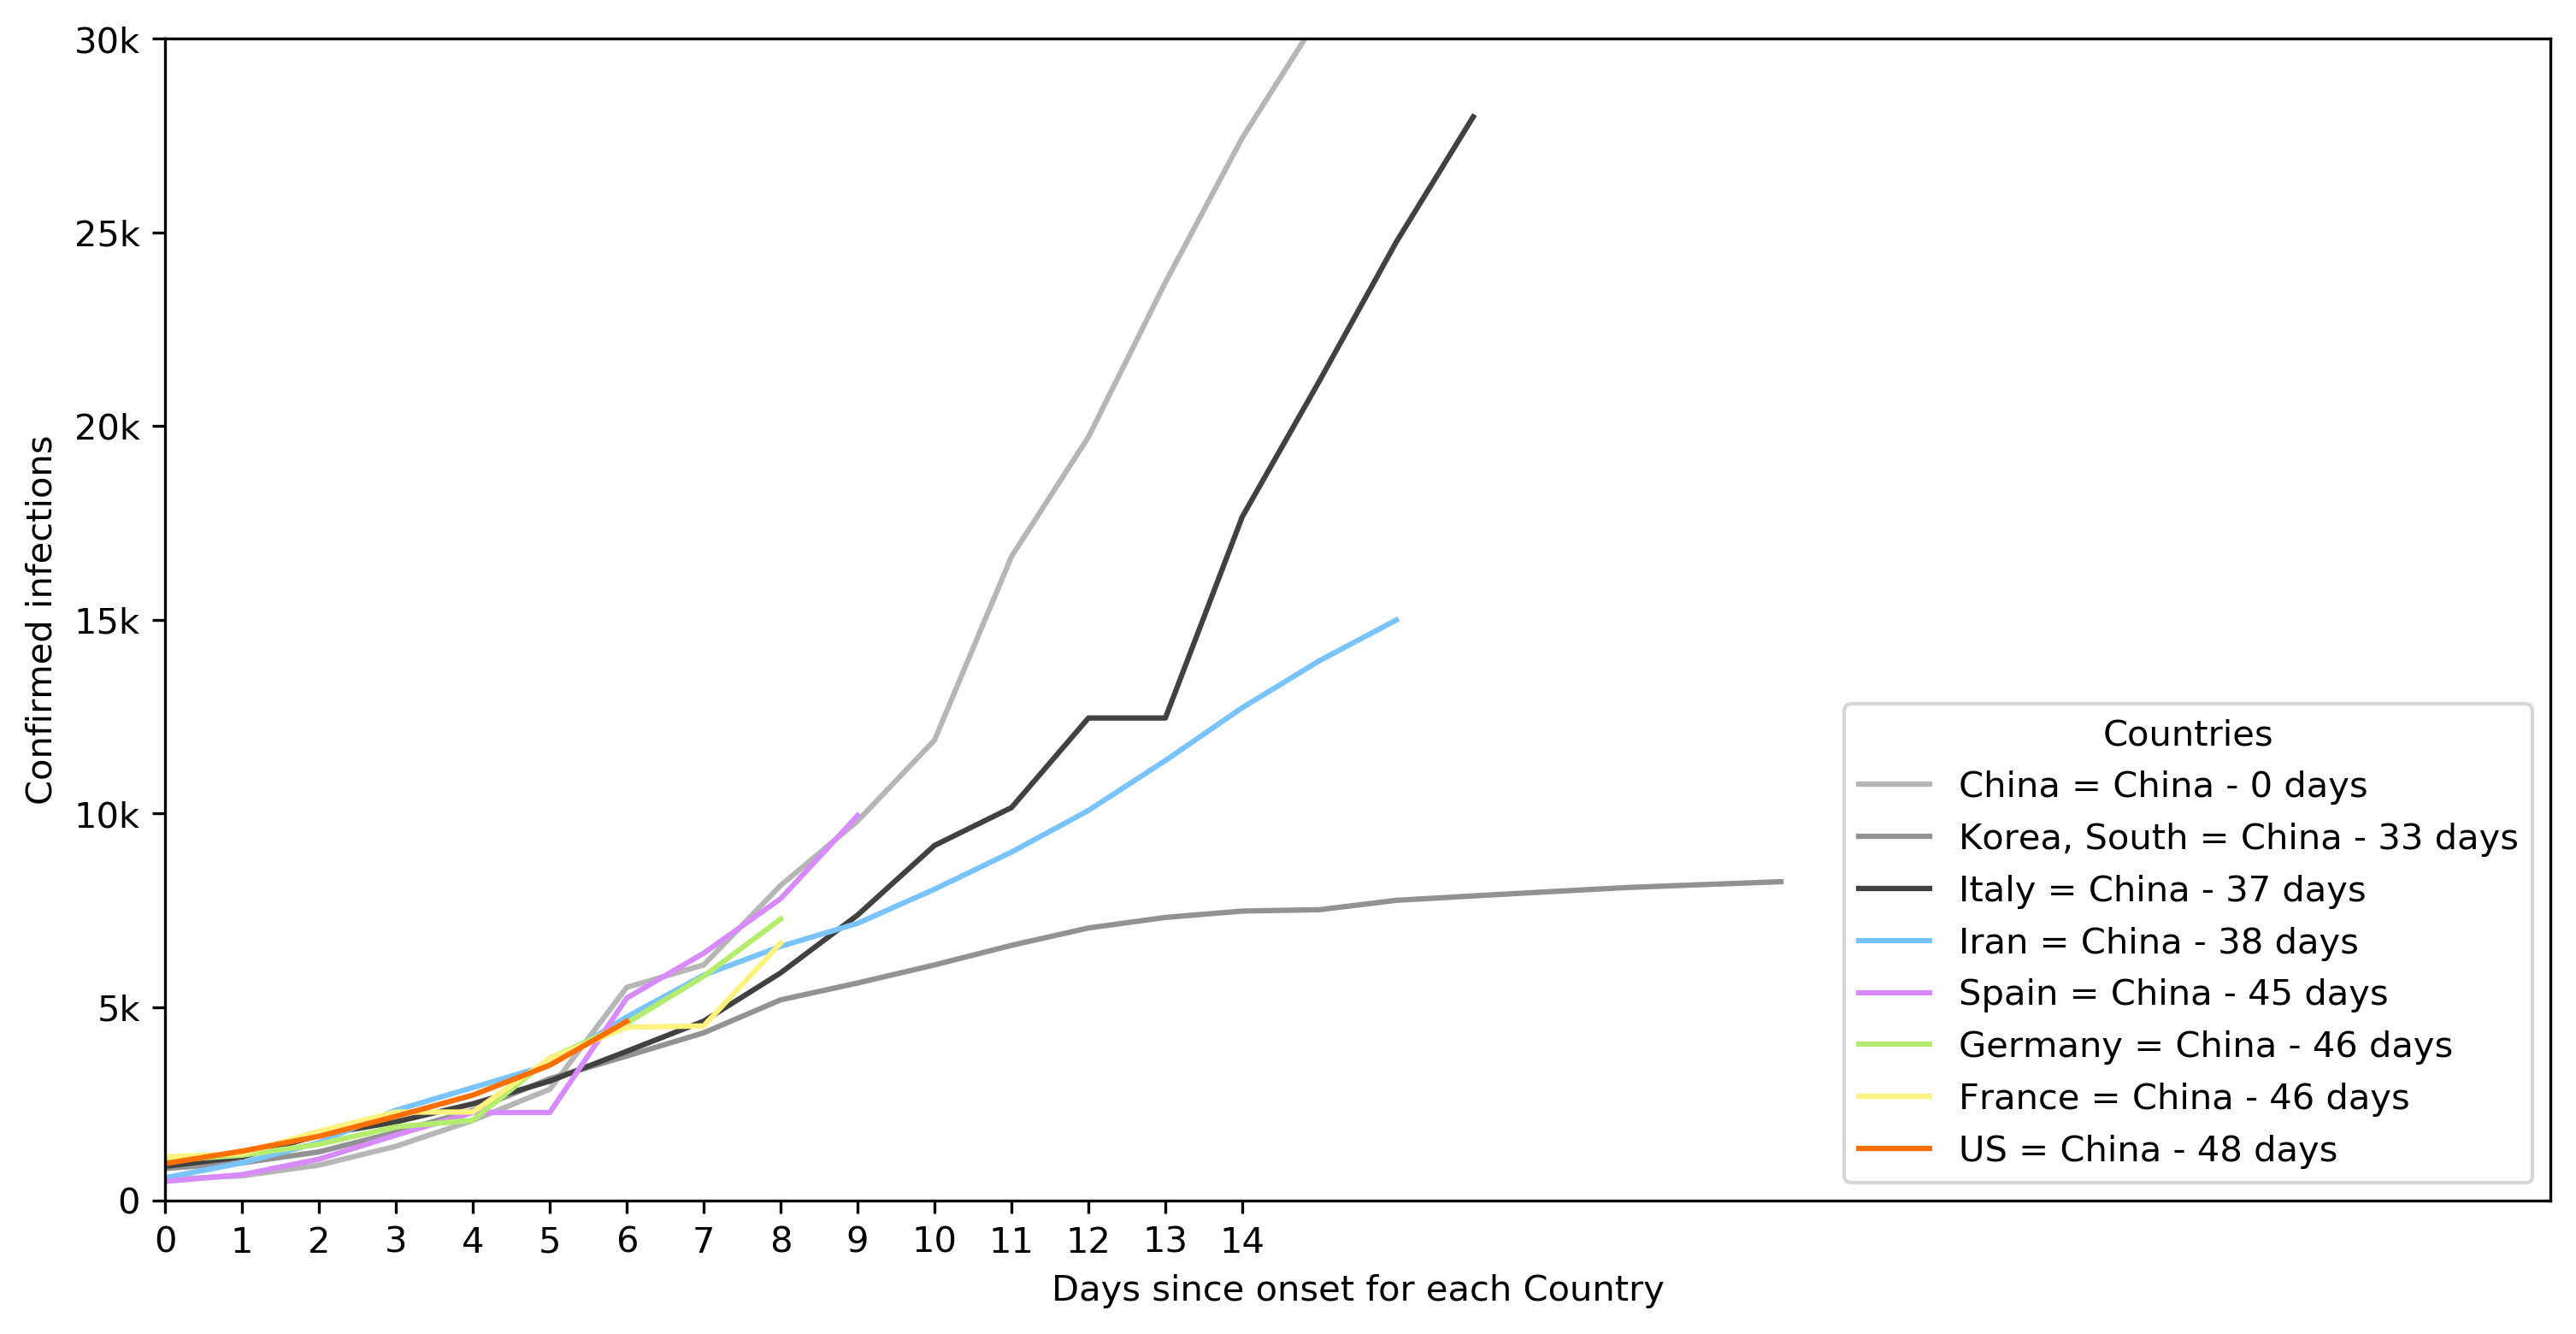 30k
25k
20k
15k
10k
5k
0
Confirmed infections
0 1 2 3 4 5 6 7 8 9 10 11 12 13 14
Days since onset for each Country
Countries
China = China - 0 days
Korea, South = China - 33 days
Italy = China - 37 days
Iran = China - 38 days
Spain = China - 45 days
Germany = China - 46 days
France = China - 46 days
US = China - 48 days